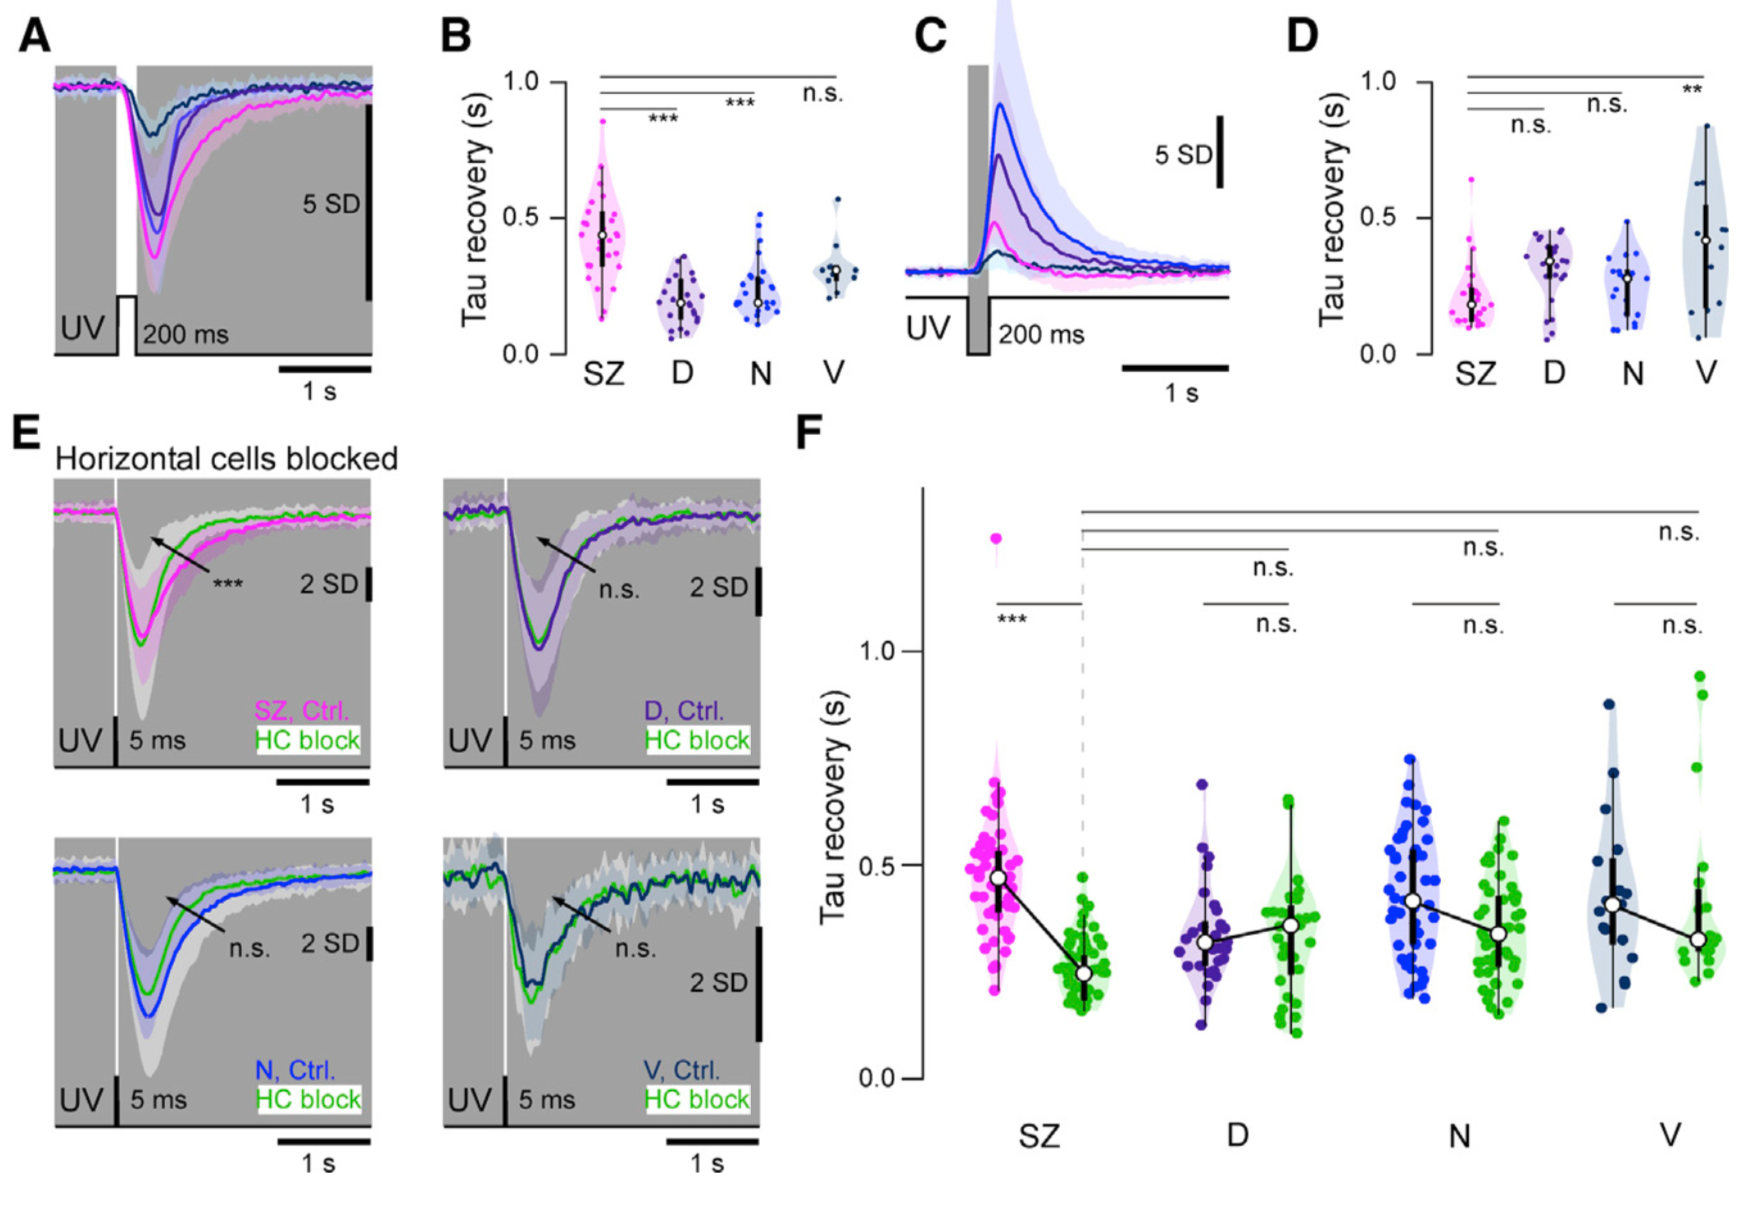 A
5 SD
UV
200 ms
1 s
B
Tau recovery (s)
1.0
0.5
0.0
***
***
n.s.
SZ D N V
C
5 SD
UV
200 ms
1 s
D
Tau recovery (s)
1.0
0.5
0.0
n.s.
n.s.
**
SZ D N V
E
Horizontal cells blocked
***
2 SD
SZ, Ctrl.
HC block
UV 5 ms
1 s
n.s.
2 SD
D, Ctrl.
HC block
UV 5 ms
1 s
n.s.
2 SD
N, Ctrl.
HC block
UV 5 ms
1 s
n.s.
2 SD
V, Ctrl.
HC block
UV 5 ms
1 s
F
Tau recovery (s)
1.0
0.5
0.0
n.s.
n.s.
n.s.
*** n.s. n.s. n.s.
SZ D N V